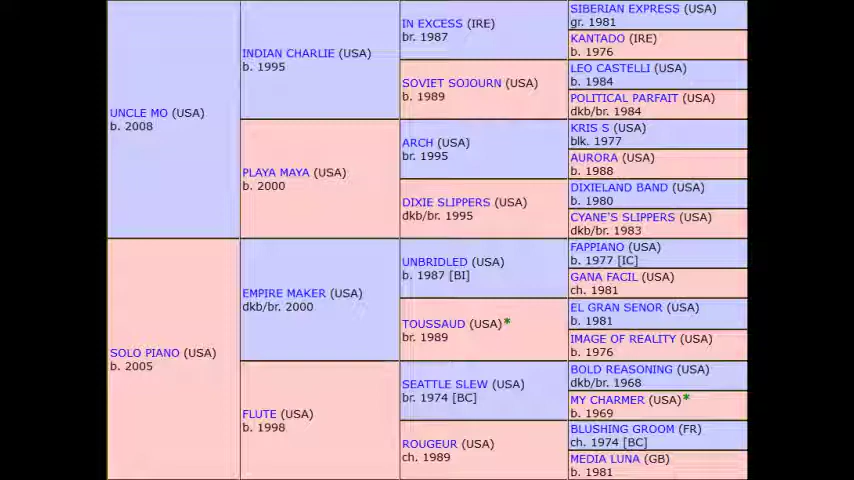 UNCLE MO (USA)
b. 2008
INDIAN CHARLIE (USA)
b. 1995
IN EXCESS (IRE)
br. 1987
SIBERIAN EXPRESS (USA)
gr. 1981
KANTADO (IRE)
b. 1976
SOVIET SOJOURN (USA)
b. 1989
LEO CASTELLI (USA)
b. 1984
POLITICAL PARFAIT (USA)
dkb/br. 1984
PLAYA MAYA (USA)
b. 2000
ARCH (USA)
br. 1995
KRIS S (USA)
blk. 1977
AURORA (USA)
b. 1988
DIXIE SLIPPERS (USA)
dkb/br. 1995
DIXIELAND BAND (USA)
b. 1980
CYANE'S SLIPPERS (USA)
dkb/br. 1983
SOLO PIANO (USA)
b. 2005
EMPIRE MAKER (USA)
dkb/br. 2000
UNBRIDLED (USA)
b. 1987 [BI]
FAPPIANO (USA)
b. 1977 [IC]
GANA FACIL (USA)
ch. 1981
TOUSSAUD (USA)*
br. 1989
EL GRAN SENOR (USA)
b. 1981
IMAGE OF REALITY (USA)
b. 1976
FLUTE (USA)
b. 1998
SEATTLE SLEW (USA)
br. 1974 [BC]
BOLD REASONING (USA)
dkb/br. 1968
MY CHARMER (USA)*
b. 1969
ROUGEUR (USA)
ch. 1989
BLUSHING GROOM (FR)
ch. 1974 [BC]
MEDIA LUNA (GB)
b. 1981